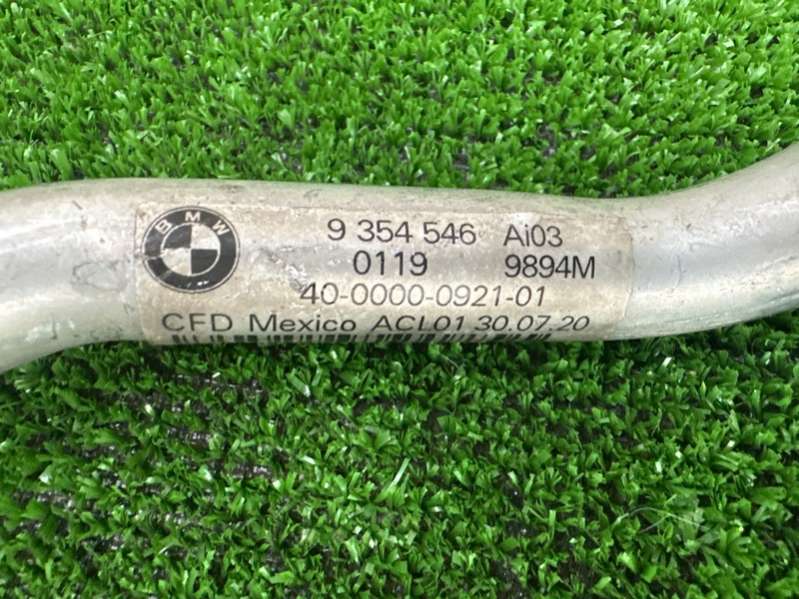 BMW
9 354 546 Ai03
0119 9894M
40-0000-0921-01
CFD Mexico ACL01 30.07.20